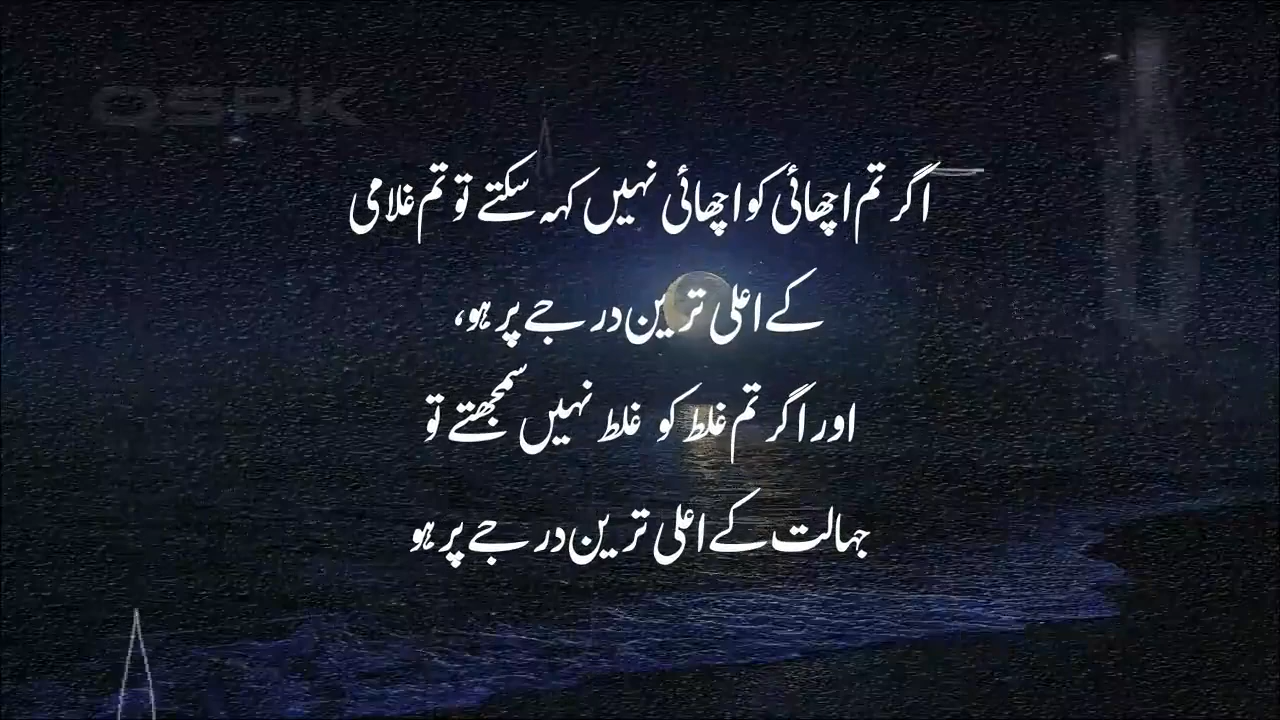 QSPK
اگر تم اچھائی کو اچھائی نہیں کہہ سکتے تو تم غلامی
کے اعلی ترین درجے پر ہو،
اور اگر تم غلط کو غلط نہیں سمجھتے تو
جہالت کے اعلی ترین درجے پر ہو